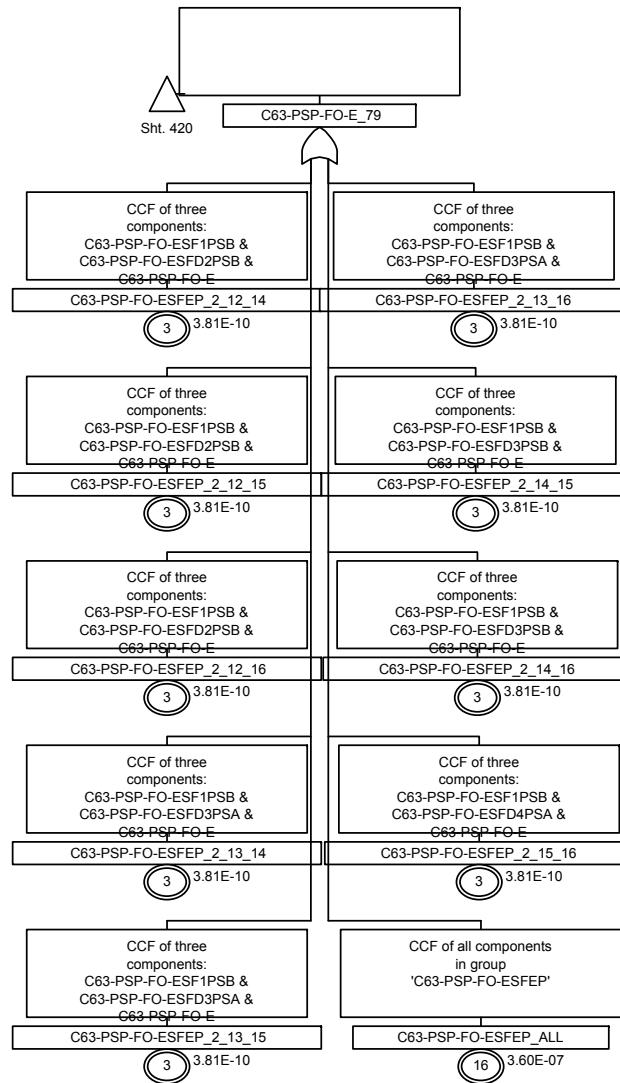 Sht. 420
C63-PSP-FO-E_79
CCF of three
components:
C63-PSP-FO-ESF1PSB &
C63-PSP-FO-ESFD2PSB &
C63-PSP-FO-E
C63-PSP-FO-ESFEP_2_12_14
3
3.81E-10
CCF of three
components:
C63-PSP-FO-ESF1PSB &
C63-PSP-FO-ESFD3PSA &
C63-PSP-FO-E
C63-PSP-FO-ESFEP_2_13_16
3
3.81E-10
CCF of three
components:
C63-PSP-FO-ESF1PSB &
C63-PSP-FO-ESFD2PSB &
C63-PSP-FO-E
C63-PSP-FO-ESFEP_2_12_15
3
3.81E-10
CCF of three
components:
C63-PSP-FO-ESF1PSB &
C63-PSP-FO-ESFD3PSB &
C63-PSP-FO-E
C63-PSP-FO-ESFEP_2_14_15
3
3.81E-10
CCF of three
components:
C63-PSP-FO-ESF1PSB &
C63-PSP-FO-ESFD2PSB &
C63-PSP-FO-E
C63-PSP-FO-ESFEP_2_12_16
3
3.81E-10
CCF of three
components:
C63-PSP-FO-ESF1PSB &
C63-PSP-FO-ESFD3PSB &
C63-PSP-FO-E
C63-PSP-FO-ESFEP_2_14_16
3
3.81E-10
CCF of three
components:
C63-PSP-FO-ESF1PSB &
C63-PSP-FO-ESFD3PSA &
C63-PSP-FO-E
C63-PSP-FO-ESFEP_2_13_14
3
3.81E-10
CCF of three
components:
C63-PSP-FO-ESF1PSB &
C63-PSP-FO-ESFD4PSA &
C63-PSP-FO-E
C63-PSP-FO-ESFEP_2_15_16
3
3.81E-10
CCF of three
components:
C63-PSP-FO-ESF1PSB &
C63-PSP-FO-ESFD3PSA &
C63-PSP-FO-E
C63-PSP-FO-ESFEP_2_13_15
3
3.81E-10
CCF of all components
in group
'C63-PSP-FO-ESFEP'
C63-PSP-FO-ESFEP_ALL
16
3.60E-07